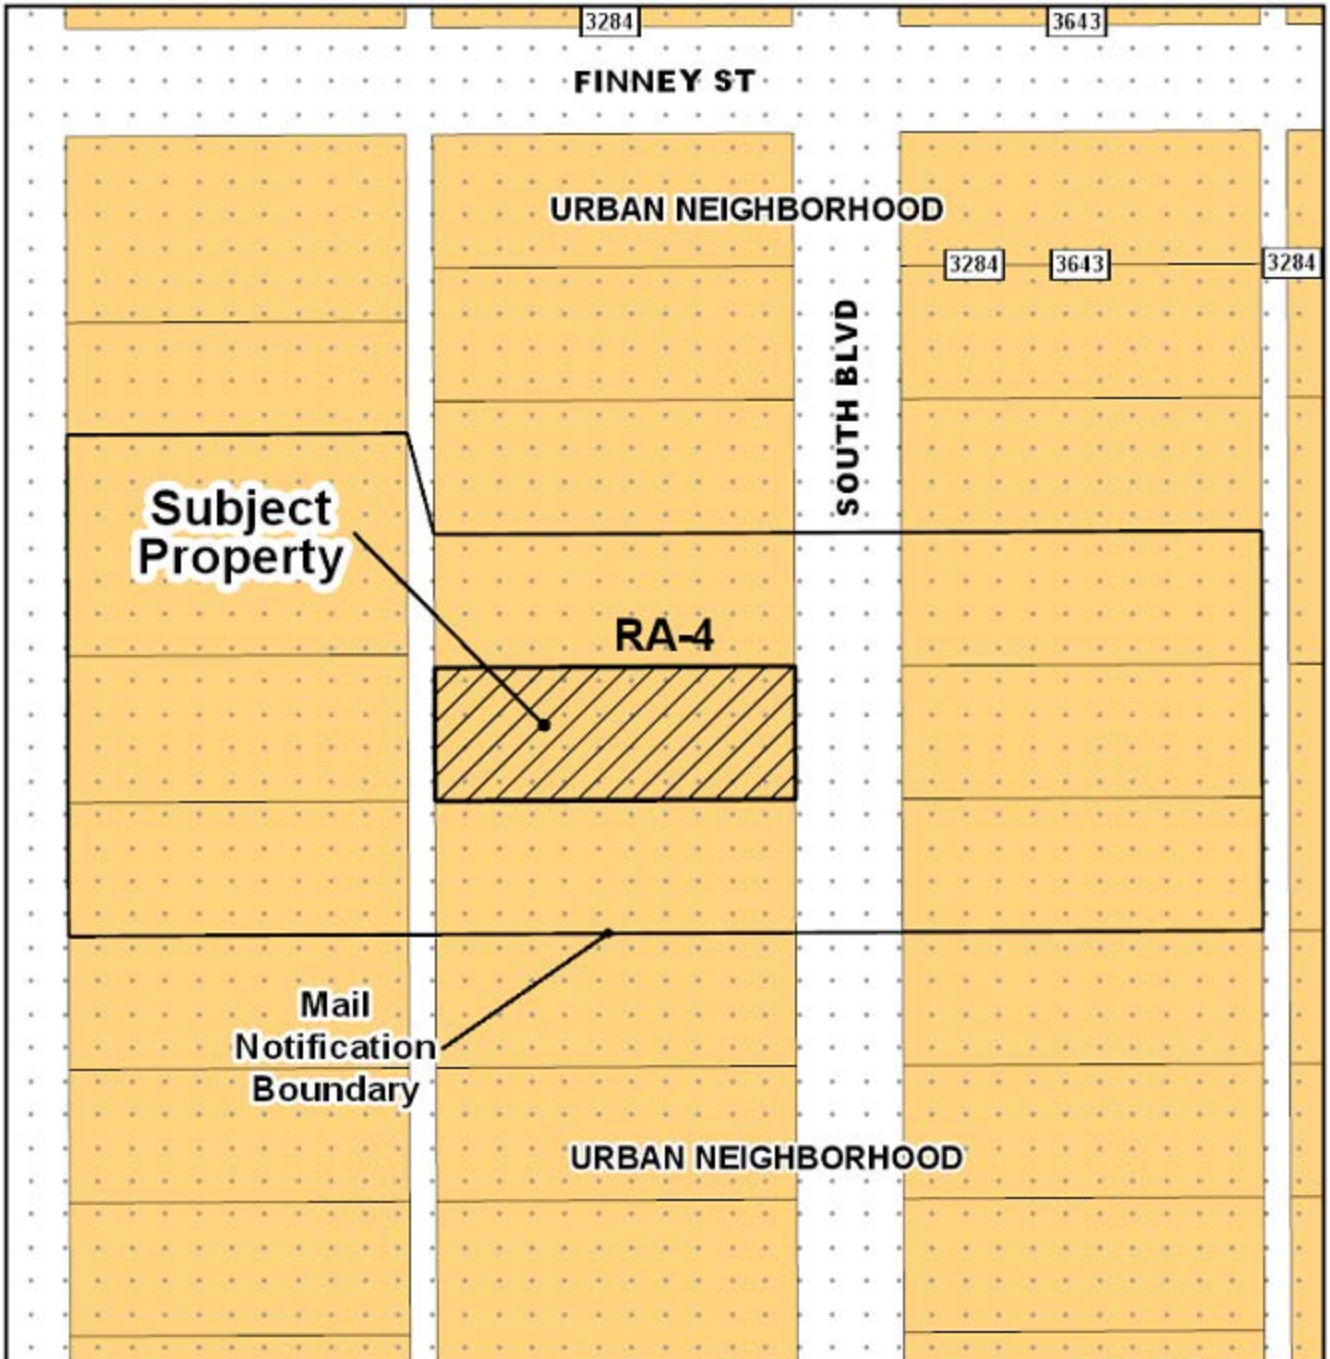 3284
3643
FINNEY ST
URBAN NEIGHBORHOOD
3284
3643
3284
SOUTH BLVD
Subject
Property
RA-4
Mail
Notification
Boundary
URBAN NEIGHBORHOOD